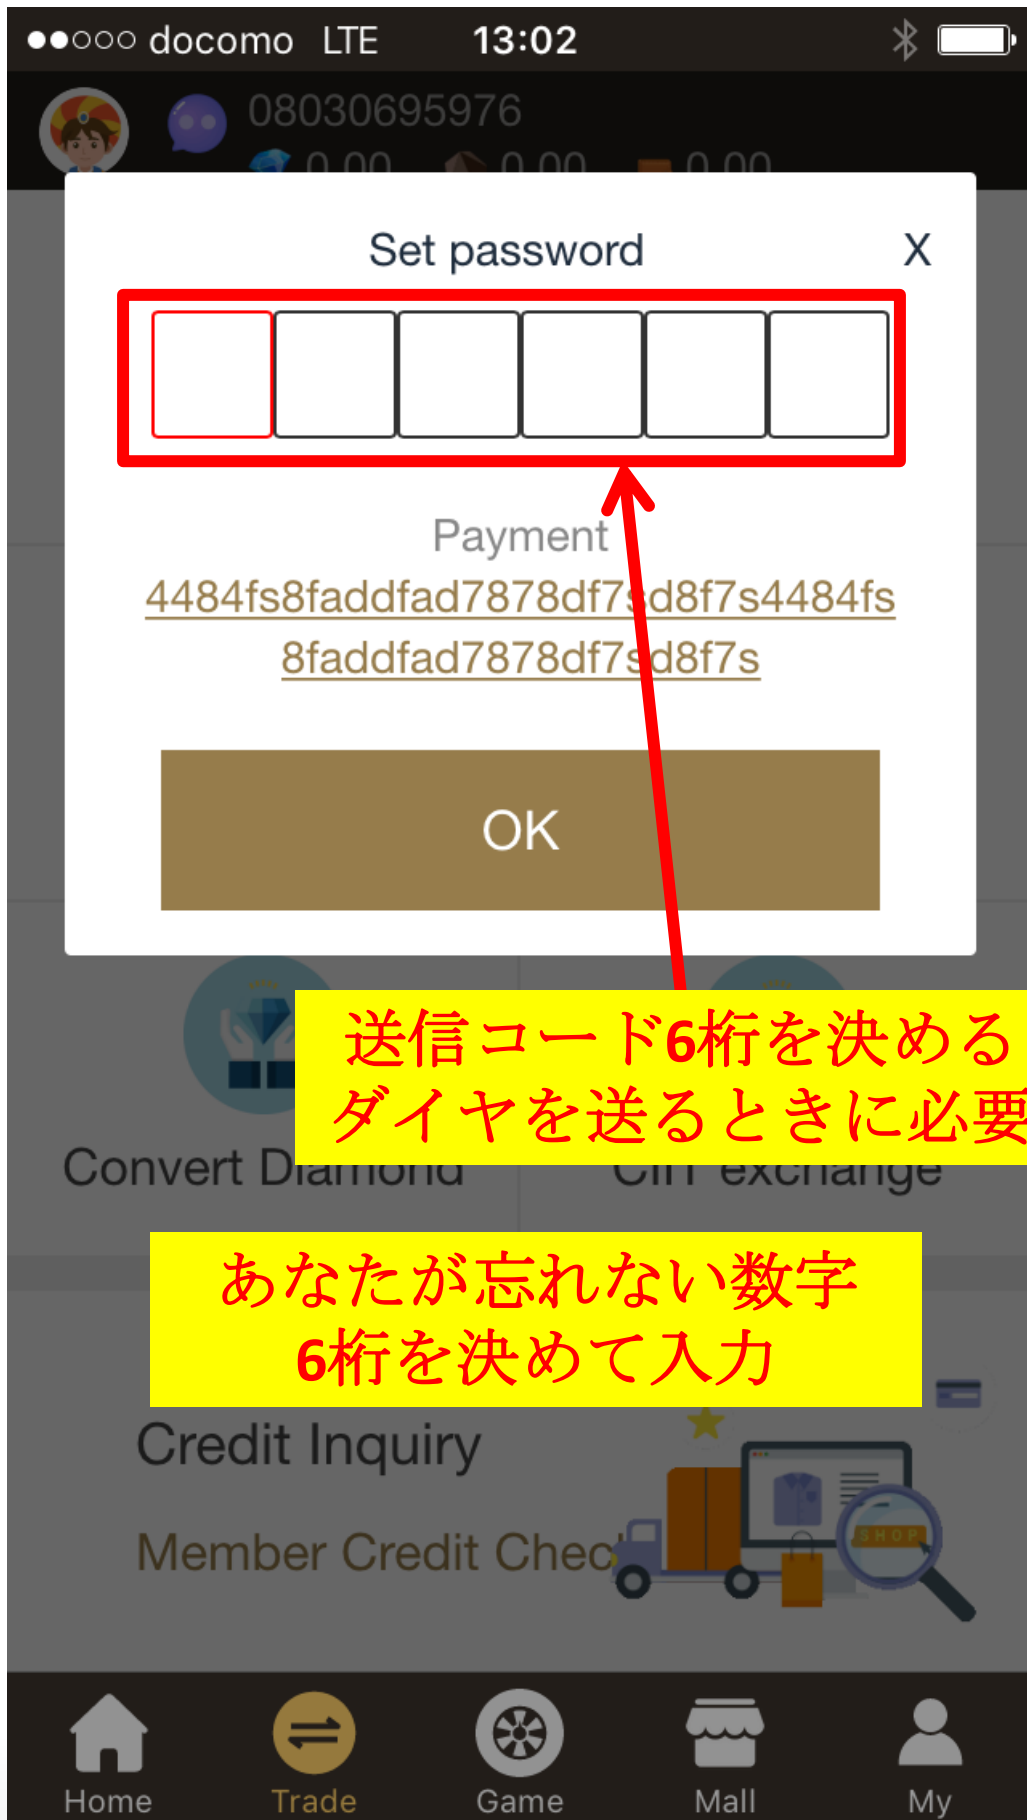 docomo LTE 13:02
08030695976
0.00 0.00 0.00
Set password X
Payment
4484fs8faddfad7878df7sd8f7s4484fs
8faddfad7878df7sd8f7s
OK
送信コード6桁を決める
ダイヤを送るときに必要
Convert Diamond CIT exchange
あなたが忘れない数字
6桁を決めて入力
Credit Inquiry
SHOP
Member Credit Check
Home Trade Game Mall My